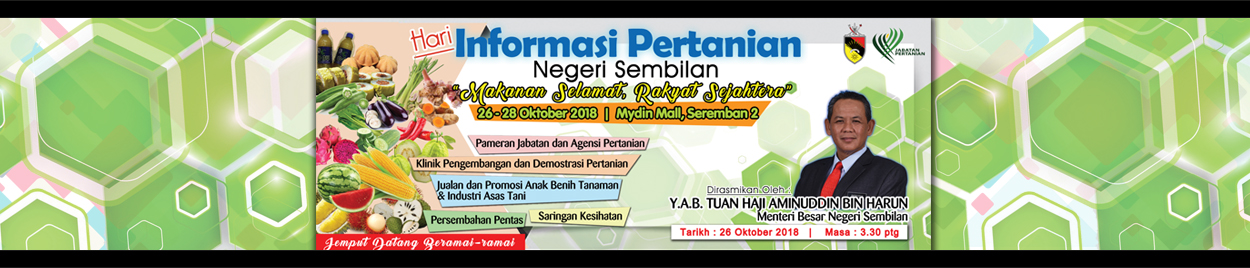 Hari Informasi Pertanian
Negeri Sembilan
"Makanan Selamat, Rakyat Sejahtera"
26 - 28 Oktober 2018 | Mydin Mall, Seremban 2
JABATAN
PERTANIAN
Pameran Jabatan dan Agensi Pertanian
Klinik Pengembangan dan Demostrasi Pertanian
Jualan dan Promosi Anak Benih Tanaman
& Industri Asas Tani
Persembahan Pentas
Saringan Kesihatan
Jemput Datang Beramai-ramai
Dirasmikan Oleh :
Y.A.B. TUAN HAJI AMINUDDIN BIN HARUN
Menteri Besar Negeri Sembilan
Tarikh : 26 Oktober 2018 | Masa : 3.30 ptg